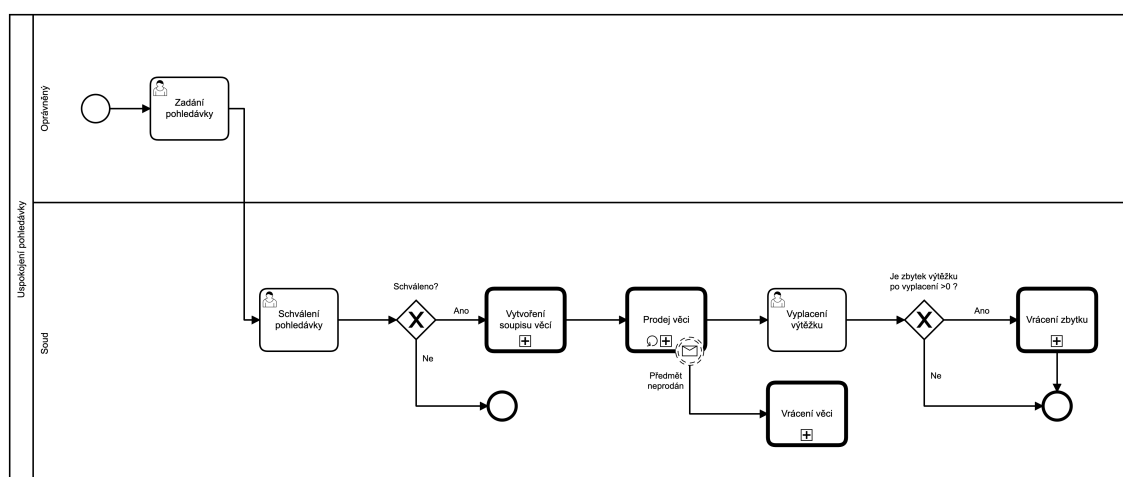 Uspokojení pohledávky
Oprávněný
Zadání
pohledávky
Soud
Schválení
pohledávky
Schváleno?
Ano
Ne
Vytvoření
soupisu věcí
Prodej věci
Předmět
neprodán
Vyplacení
výtěžku
Vrácení věci
Je zbytek výtěžku
po vyplacení >0 ?
Ano
Ne
Vrácení zbytku